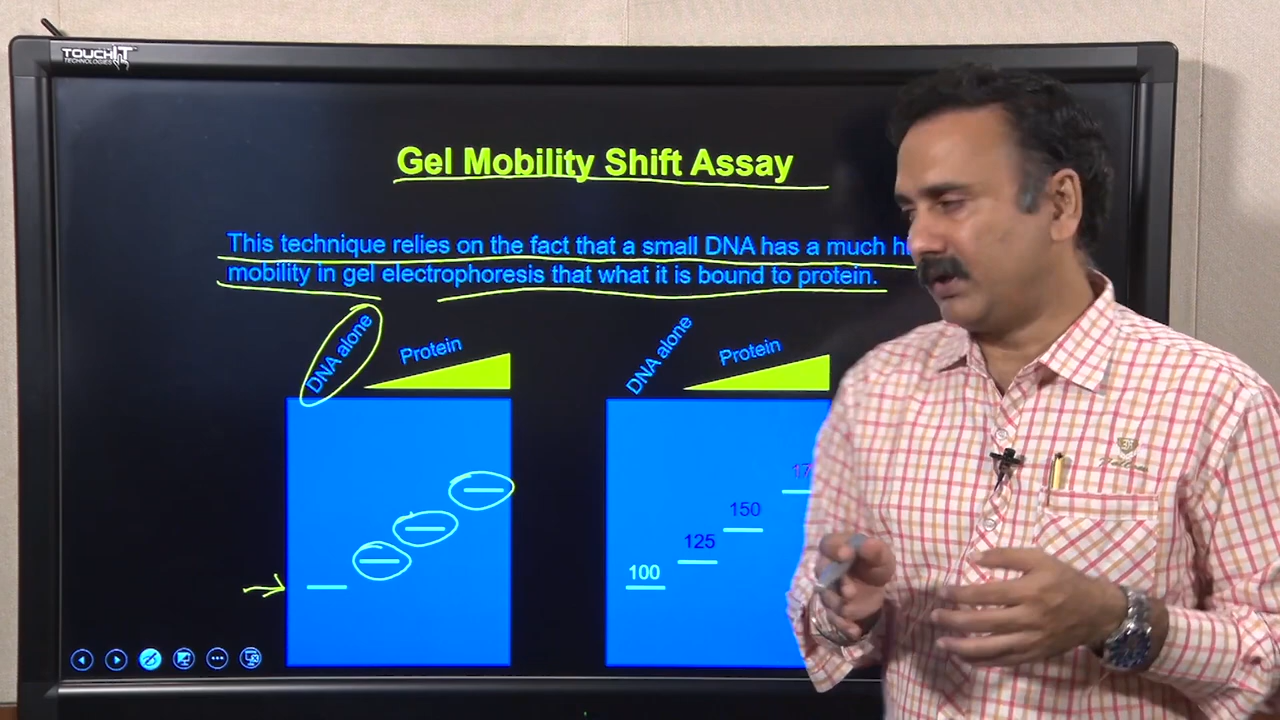 TOUCHIT
TECHNOLOGIES
Gel Mobility Shift Assay
This technique relies on the fact that a small DNA has a much
mobility in gel electrophoresis that what it is bound to protein.
DNA alone
Protein
DNA alone
Protein
100
125
150